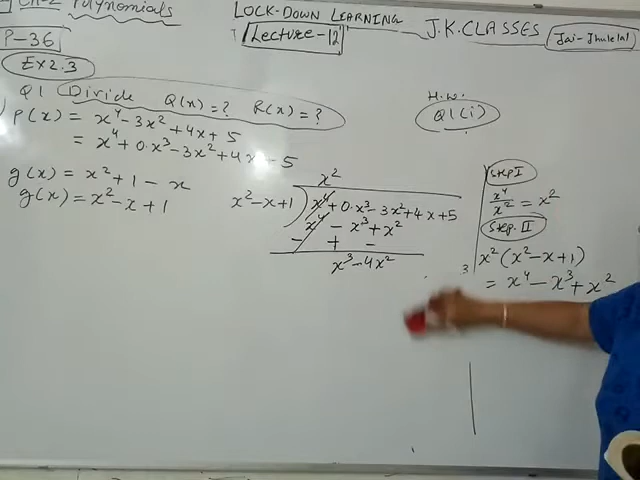 Ch-2 Polynomials
LOCK-DOWN LEARNING
Lecture-12
J.K. CLASSES
Jai-Jhulelal
P-36
Ex 2.3
Q1 Divide Q(x)=? R(x)=?
H.W.
Q1(i)
P(x) = x⁴-3x²+4x+5
= x⁴+0·x³-3x²+4x 5
g(x) = x²+1-x
g(x) = x²-x+1
x²
x²-x+1) x⁴+0·x³-3x²+4x+5
x⁴-x³+x²
- + -
x³-4x²
Step I
x⁴/x² = x²
Step. II
x²(x²-x+1)
= x⁴-x³+x²